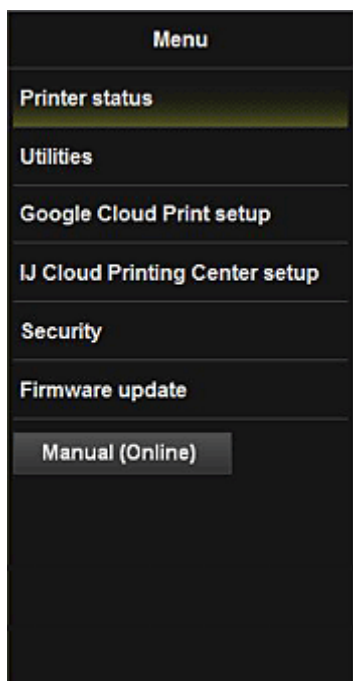 Menu
Printer status
Utilities
Google Cloud Print setup
IJ Cloud Printing Center setup
Security
Firmware update
Manual (Online)